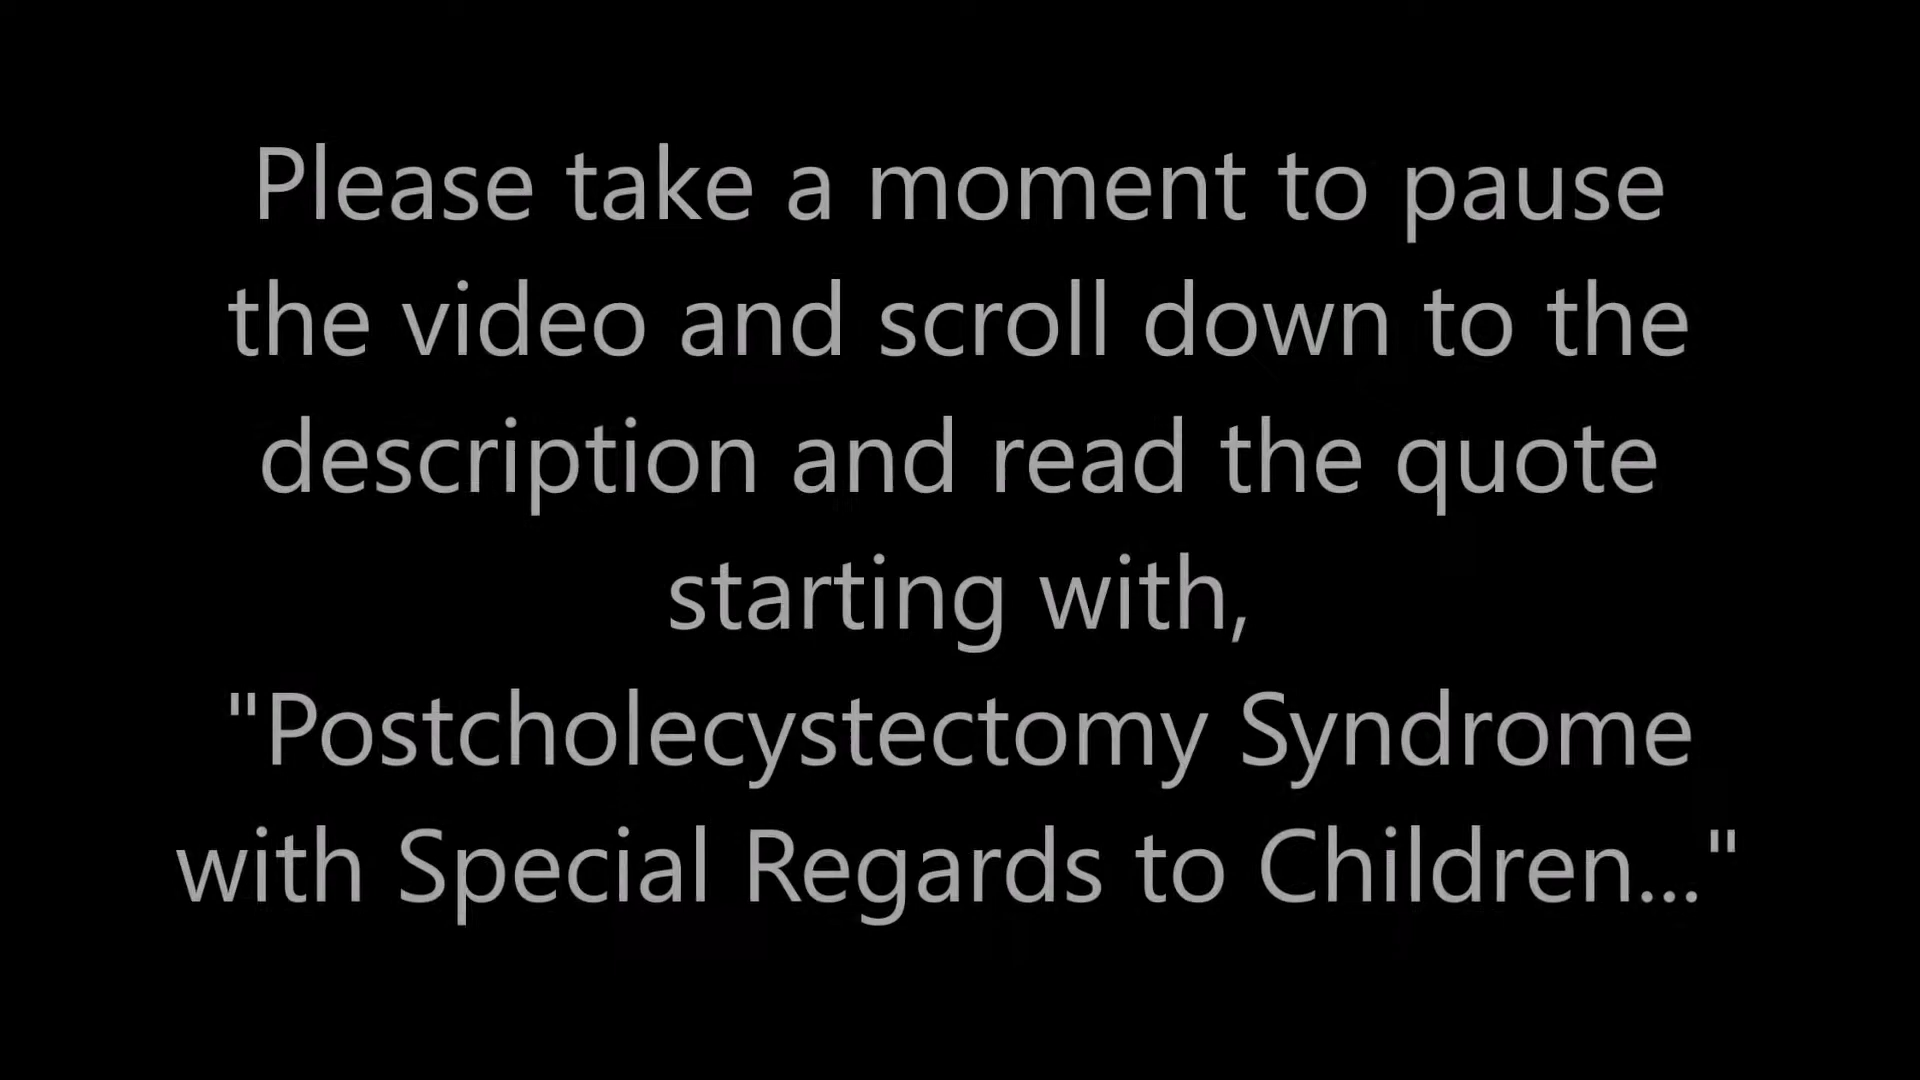 Please take a moment to pause
the video and scroll down to the
description and read the quote
starting with,
"Postcholecystectomy Syndrome
with Special Regards to Children..."